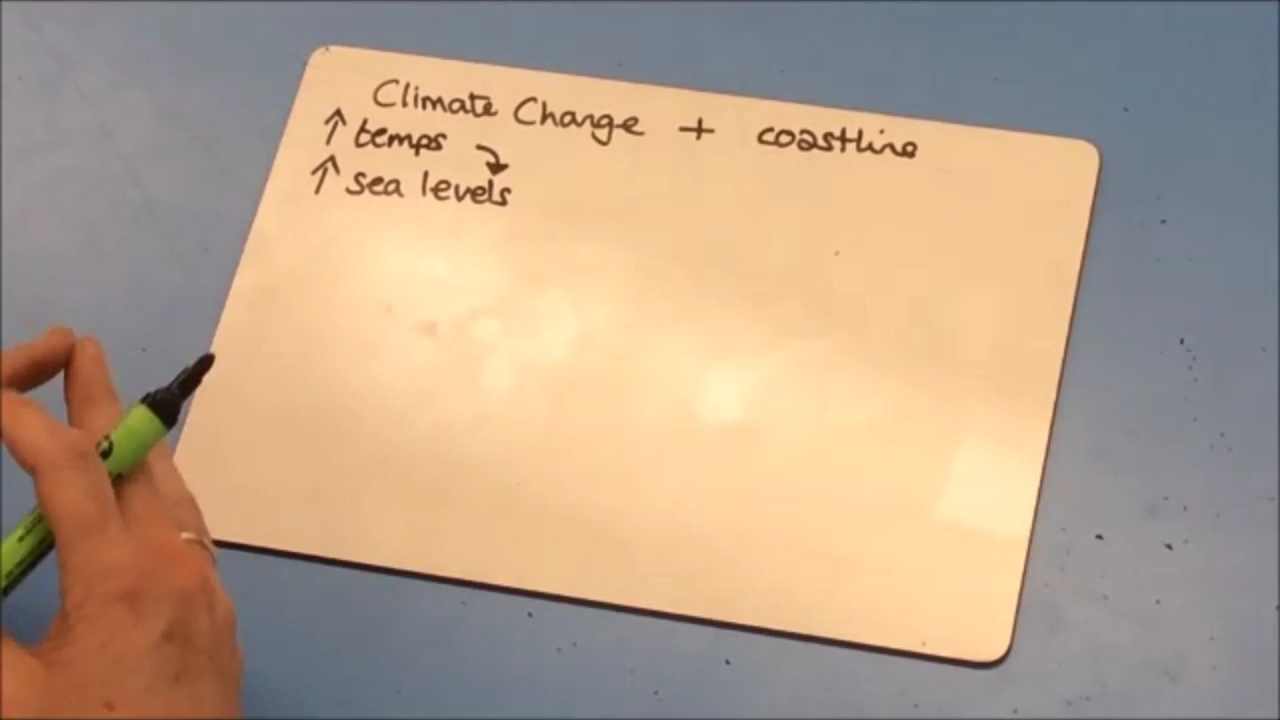 Climate Change + coastline
↑ temps ⤵
↑ sea levels